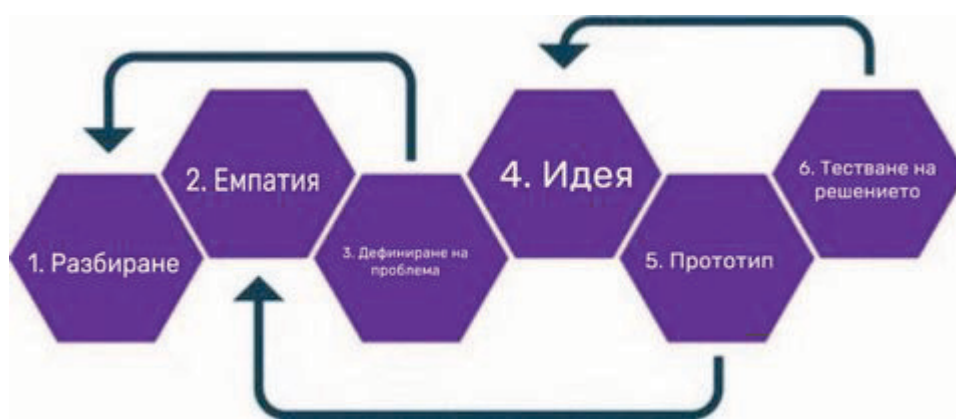 1. Разбиране
2. Емпатия
3. Дефиниране на
проблема
4. Идея
5. Прототип
6. Тестване на
решението